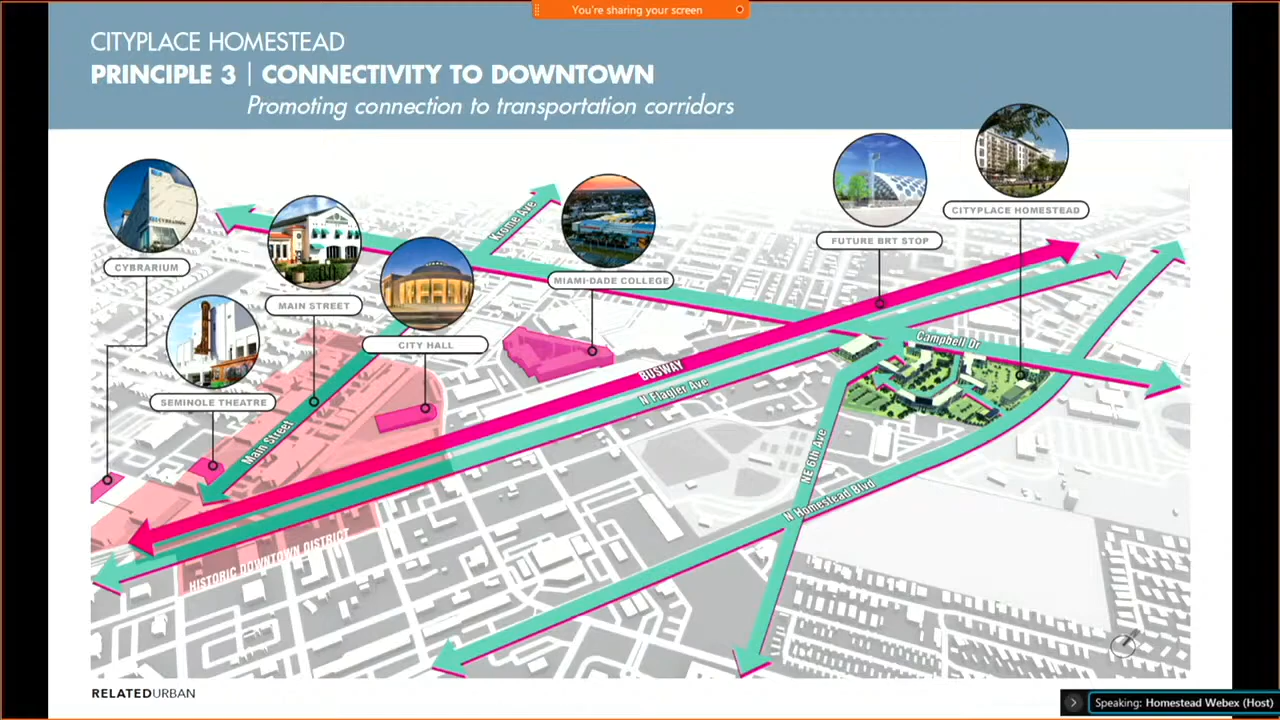 You're sharing your screen
CITYPLACE HOMESTEAD
PRINCIPLE 3 | CONNECTIVITY TO DOWNTOWN
Promoting connection to transportation corridors
CYBRARIUM
MAIN STREET
SEMINOLE THEATRE
CITY HALL
MIAMI-DADE COLLEGE
FUTURE BRT STOP
CITYPLACE HOMESTEAD
Krome Ave
Campbell Dr
BUSWAY
N Flagler Ave
Main Street
NE 6th Ave
N Homestead Blvd
HISTORIC DOWNTOWN DISTRICT
RELATEDURBAN
Speaking: Homestead Webex (Host)